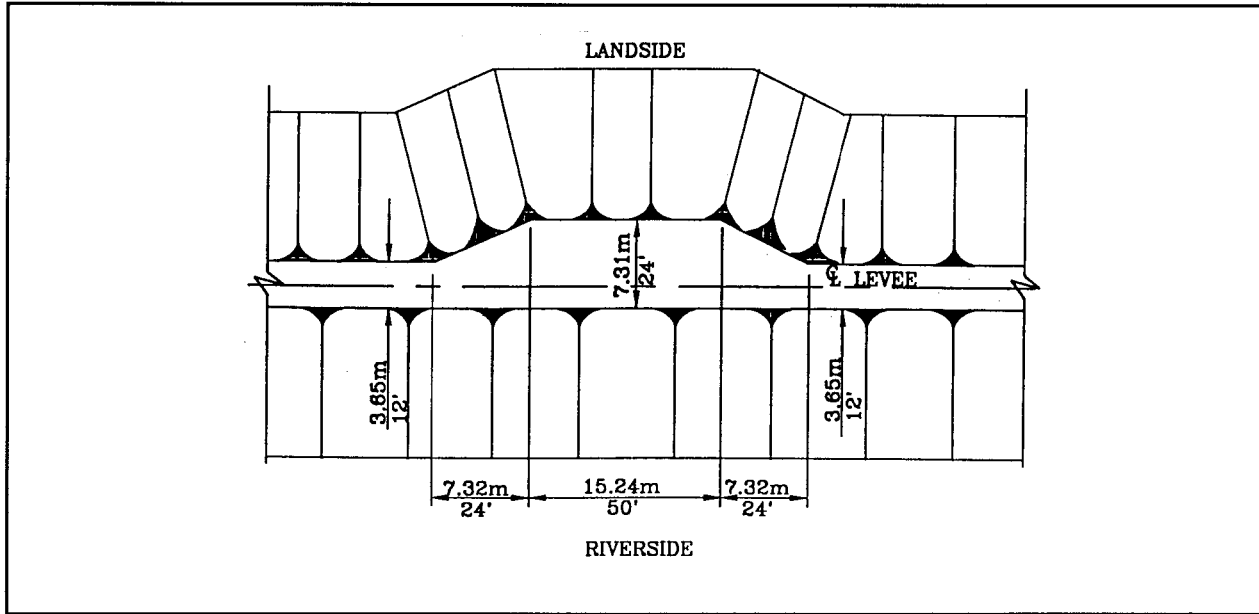 LANDSIDE
7.31m
24'
℄ LEVEE
3.65m
12'
3.65m
12'
7.32m
24'
15.24m
50'
7.32m
24'
RIVERSIDE